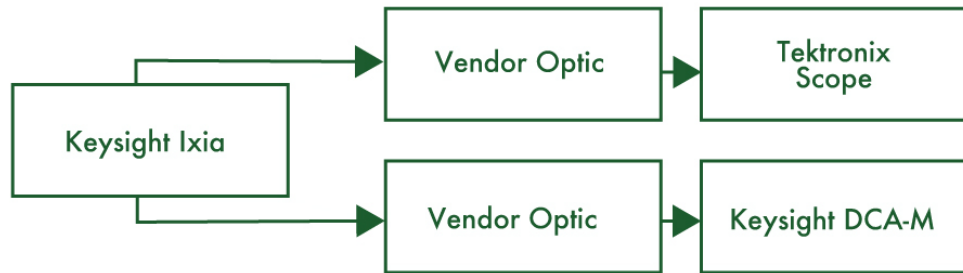 Vendor Optic
Tektronix
Scope
Keysight Ixia
Vendor Optic
Keysight DCA-M